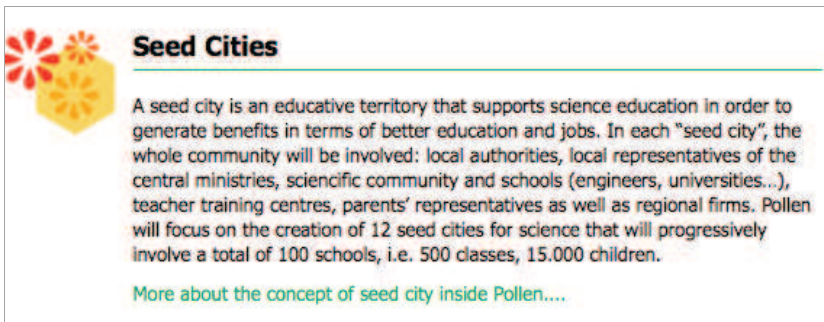 Seed Cities
A seed city is an educative territory that supports science education in order to
generate benefits in terms of better education and jobs. In each “seed city”, the
whole community will be involved: local authorities, local representatives of the
central ministries, sciencific community and schools (engineers, universities...),
teacher training centres, parents’ representatives as well as regional firms. Pollen
will focus on the creation of 12 seed cities for science that will progressively
involve a total of 100 schools, i.e. 500 classes, 15.000 children.
More about the concept of seed city inside Pollen....